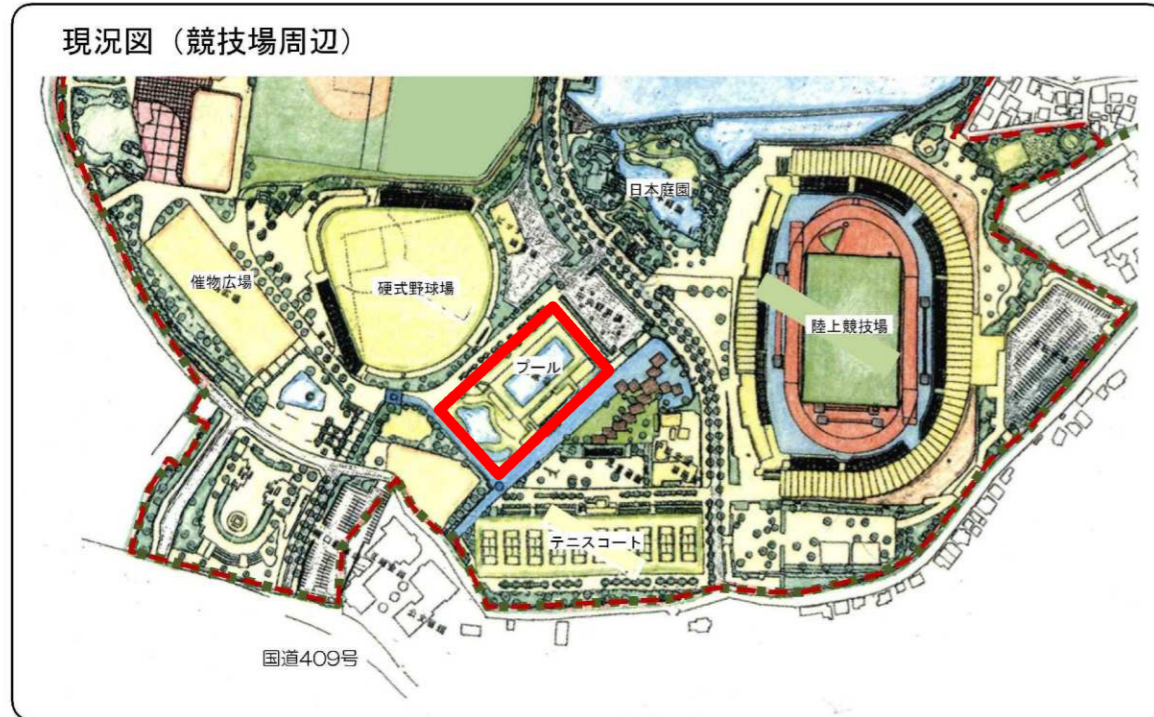 現況図（競技場周辺）
日本庭園
催物広場
硬式野球場
陸上競技場
プール
テニスコート
国道409号